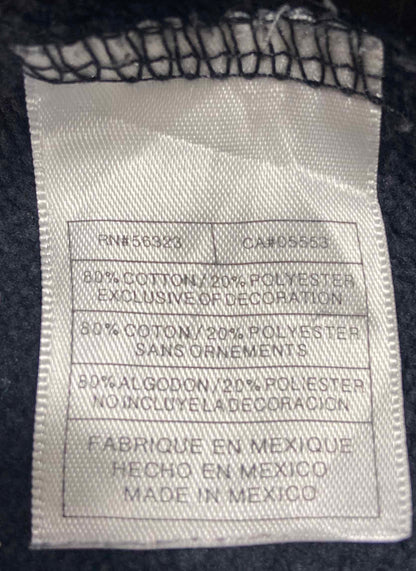 RN#56323 CA#05553
80% COTTON/20% POLYESTER
EXCLUSIVE OF DECORATION
80% COTON/20% POLYESTER
SANS ORNEMENTS
80% ALGODON/20% POLIESTER
NO INCLUYE LA DECORACION
FABRIQUE EN MEXIQUE
HECHO EN MEXICO
MADE IN MEXICO